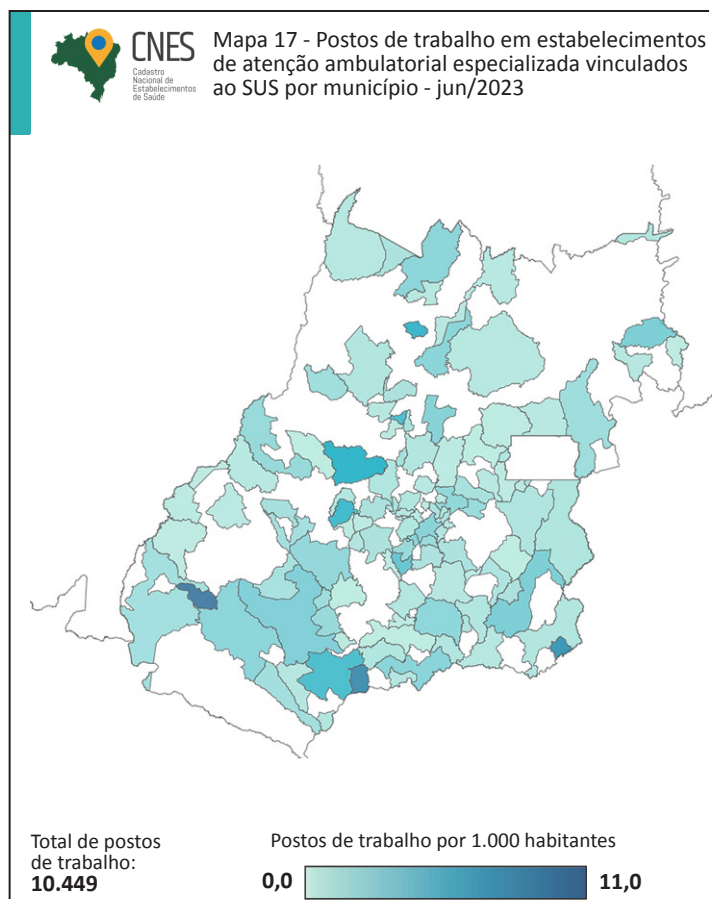 CNES
Cadastro
Nacional de
Estabelecimentos
de Saúde
Mapa 17 - Postos de trabalho em estabelecimentos
de atenção ambulatorial especializada vinculados
ao SUS por município - jun/2023
Total de postos
de trabalho:
10.449
Postos de trabalho por 1.000 habitantes
0,0
11,0